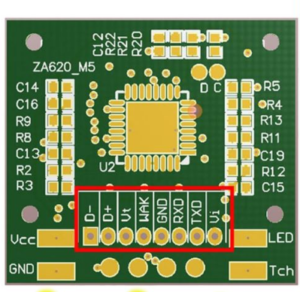 C12
R22
R21
R20
ZA620_M5
D C
C14
C16
R9
R8
C13
R2
R3
U2
R5
R4
R13
R11
C19
R12
C15
D-
D+
Vt
WAK
GND
RXD
TXD
Vi
Vcc
LED
GND
Tch